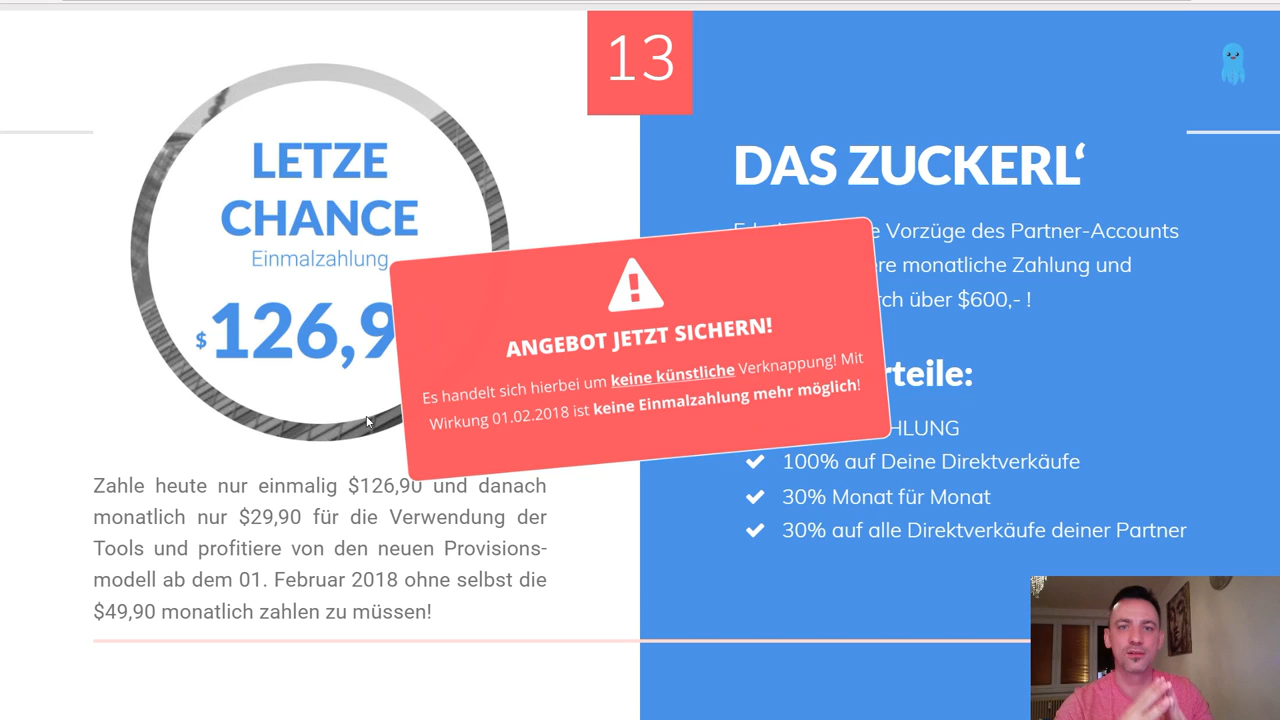 13
LETZE
CHANCE
Einmalzahlung
$126,9
Zahle heute nur einmalig $126,90 und danach
monatlich nur $29,90 für die Verwendung der
Tools und profitiere von den neuen Provisions-
modell ab dem 01. Februar 2018 ohne selbst die
$49,90 monatlich zahlen zu müssen!
ANGEBOT JETZT SICHERN!
Es handelt sich hierbei um keine künstliche Verknappung! Mit
Wirkung 01.02.2018 ist keine Einmalzahlung mehr möglich!
DAS ZUCKERL‘
Vorzüge des Partner-Accounts
monatliche Zahlung und
über $600,- !
100% auf Deine Direktverkäufe
30% Monat für Monat
30% auf alle Direktverkäufe deiner Partner